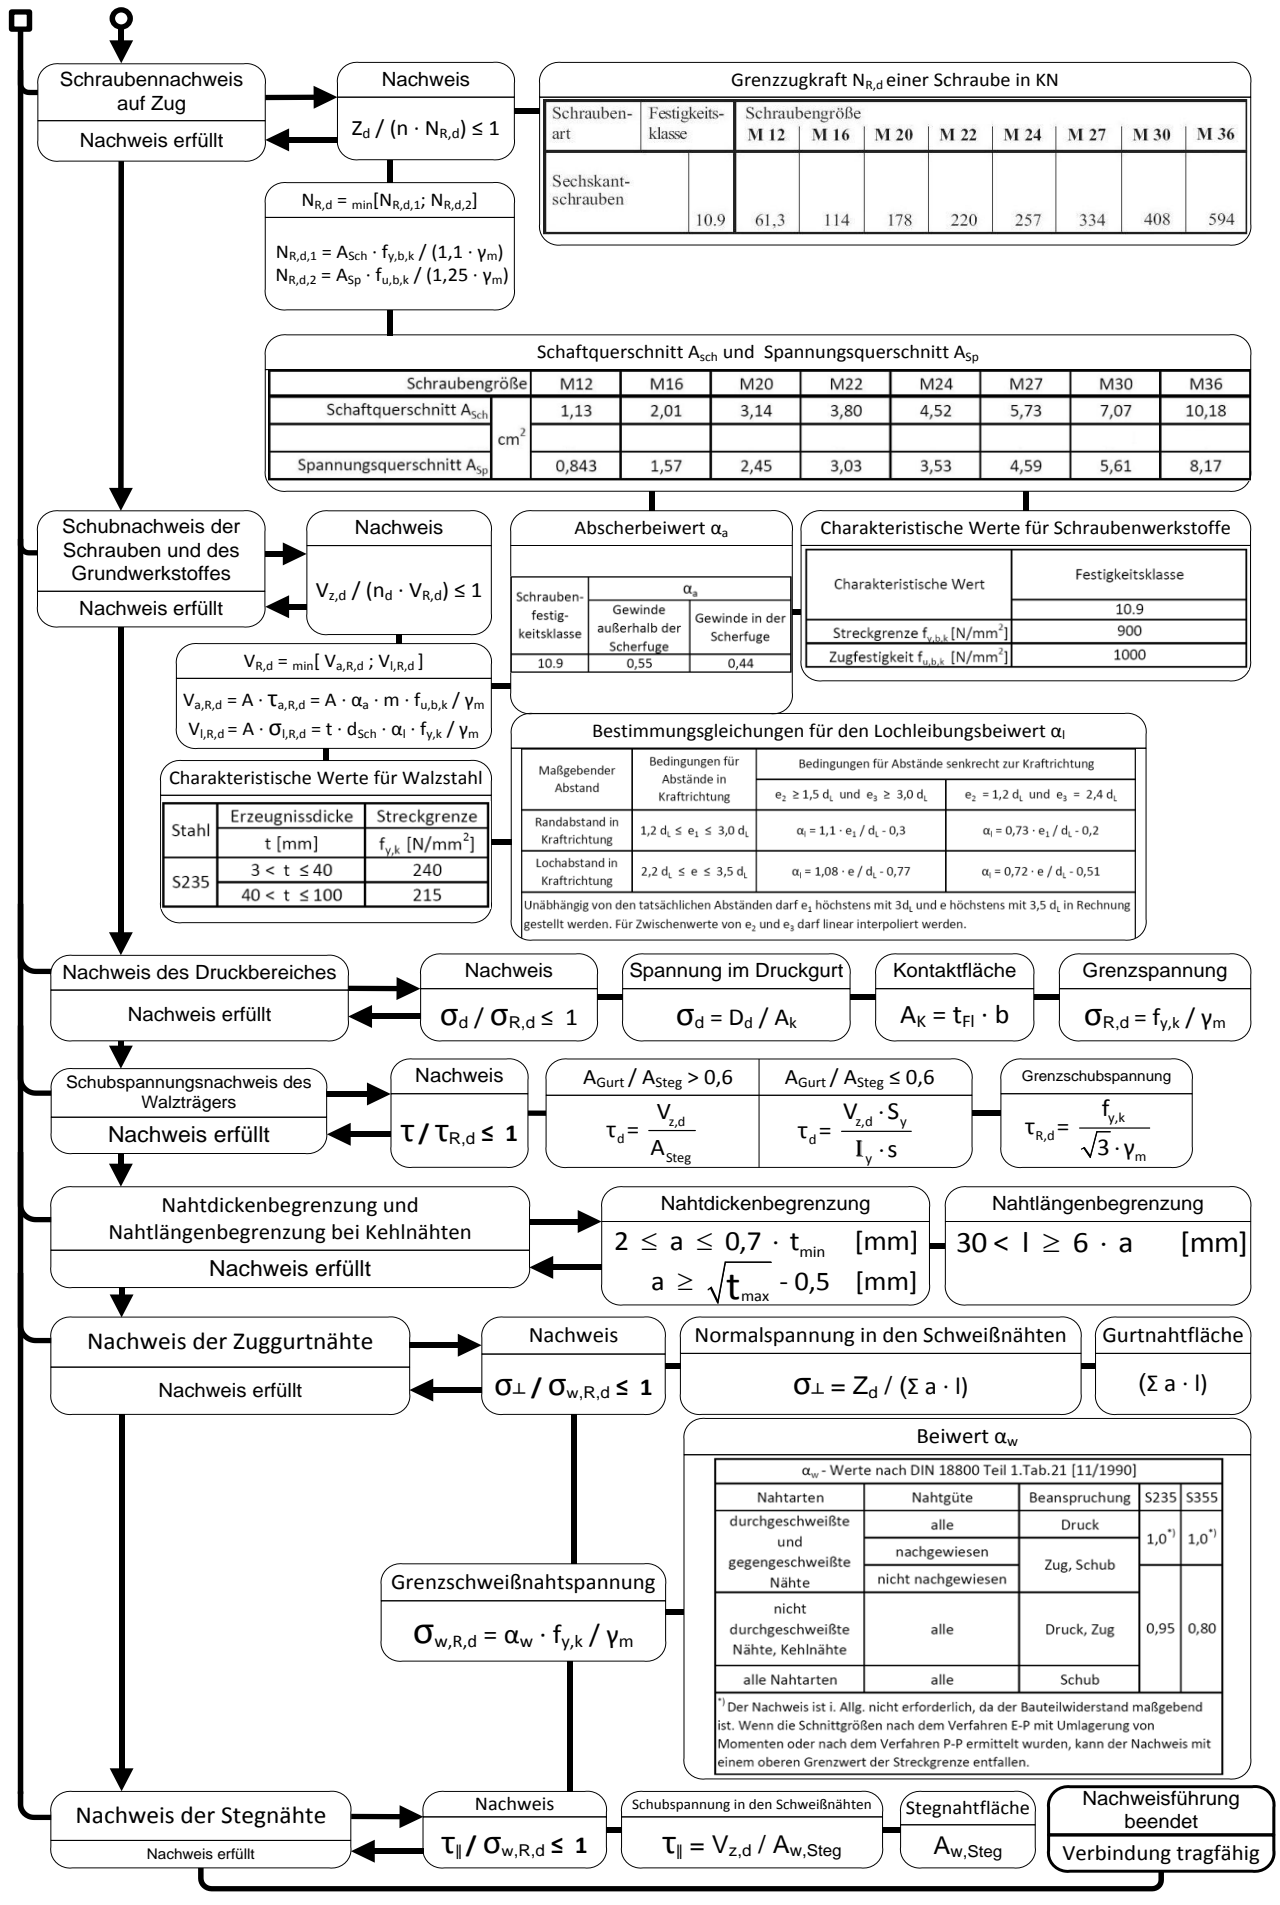 Schraubennachweis
auf Zug
Nachweis erfüllt
Nachweis
Z_d / (n · N_R,d) ≤ 1
Grenzzugkraft N_R,d einer Schraube in KN
Schrauben-art | Festigkeits-klasse | Schraubengröße
M 12 | M 16 | M 20 | M 22 | M 24 | M 27 | M 30 | M 36
Sechskant-
schrauben
10.9 | 61,3 | 114 | 178 | 220 | 257 | 334 | 408 | 594
N_R,d = min[N_R,d,1; N_R,d,2]
N_R,d,1 = A_Sch · f_y,b,k / (1,1 · γ_m)
N_R,d,2 = A_Sp · f_u,b,k / (1,25 · γ_m)
Schaftquerschnitt A_sch und Spannungsquerschnitt A_Sp
Schraubengröße | M12 | M16 | M20 | M22 | M24 | M27 | M30 | M36
Schaftquerschnitt A_Sch | cm² | 1,13 | 2,01 | 3,14 | 3,80 | 4,52 | 5,73 | 7,07 | 10,18
Spannungsquerschnitt A_Sp | 0,843 | 1,57 | 2,45 | 3,03 | 3,53 | 4,59 | 5,61 | 8,17
Schubnachweis der
Schrauben und des
Grundwerkstoffes
Nachweis erfüllt
Nachweis
V_z,d / (n_d · V_R,d) ≤ 1
Abscherbeiwert α_a
Schrauben-
festig-
keitsklasse
α_a
Gewinde
außerhalb der
Scherfuge
Gewinde in der
Scherfuge
10.9 | 0,55 | 0,44
Charakteristische Werte für Schraubenwerkstoffe
Charakteristische Wert | Festigkeitsklasse
10.9
Streckgrenze f_y,b,k [N/mm²] | 900
Zugfestigkeit f_u,b,k [N/mm²] | 1000
V_R,d = min[ V_a,R,d ; V_l,R,d ]
V_a,R,d = A · τ_a,R,d = A · α_a · m · f_u,b,k / γ_m
V_l,R,d = A · σ_l,R,d = t · d_Sch · α_l · f_y,k / γ_m
Charakteristische Werte für Walzstahl
Stahl | Erzeugnissdicke | Streckgrenze
t [mm] | f_y,k [N/mm²]
S235 | 3 < t ≤ 40 | 240
40 < t ≤ 100 | 215
Bestimmungsgleichungen für den Lochleibungsbeiwert α_l
Maßgebender
Abstand
Bedingungen für
Abstände in
Kraftrichtung
Bedingungen für Abstände senkrecht zur Kraftrichtung
e₂ ≥ 1,5 d_L und e₃ ≥ 3,0 d_L | e₂ = 1,2 d_L und e₃ = 2,4 d_L
Randabstand in
Kraftrichtung
1,2 d_L ≤ e₁ ≤ 3,0 d_L | α_l = 1,1 · e₁ / d_L - 0,3 | α_l = 0,73 · e₁ / d_L - 0,2
Lochabstand in
Kraftrichtung
2,2 d_L ≤ e ≤ 3,5 d_L | α_l = 1,08 · e / d_L - 0,77 | α_l = 0,72 · e / d_L - 0,51
Unäbhängig von den tatsächlichen Abständen darf e₁ höchstens mit 3d_L und e höchstens mit 3,5 d_L in Rechnung
gestellt werden. Für Zwischenwerte von e₂ und e₃ darf linear interpoliert werden.
Nachweis des Druckbereiches
Nachweis erfüllt
Nachweis
σ_d / σ_R,d ≤ 1
Spannung im Druckgurt
σ_d = D_d / A_k
Kontaktfläche
A_K = t_Fl · b
Grenzspannung
σ_R,d = f_y,k / γ_m
Schubspannungsnachweis des
Walzträgers
Nachweis erfüllt
Nachweis
τ / τ_R,d ≤ 1
A_Gurt / A_Steg > 0,6
τ_d = V_z,d / A_Steg
A_Gurt / A_Steg ≤ 0,6
τ_d = V_z,d · S_y / I_y · s
Grenzschubspannung
τ_R,d = f_y,k / √3 · γ_m
Nahtdickenbegrenzung und
Nahtlängenbegrenzung bei Kehlnähten
Nachweis erfüllt
Nahtdickenbegrenzung
2 ≤ a ≤ 0,7 · t_min [mm]
a ≥ √t_max - 0,5 [mm]
Nahtlängenbegrenzung
30 < l ≥ 6 · a [mm]
Nachweis der Zuggurtnähte
Nachweis erfüllt
Nachweis
σ⊥ / σ_w,R,d ≤ 1
Normalspannung in den Schweißnähten
σ⊥ = Z_d / (Σ a · l)
Gurtnahtfläche
(Σ a · l)
Beiwert α_w
α_w - Werte nach DIN 18800 Teil 1.Tab.21 [11/1990]
Nahtarten | Nahtgüte | Beanspruchung | S235 | S355
durchgeschweißte
und
gegengeschweißte
Nähte
alle | Druck | 1,0*) | 1,0*)
nachgewiesen | Zug, Schub
nicht nachgewiesen
nicht
durchgeschweißte
Nähte, Kehlnähte
alle | Druck, Zug | 0,95 | 0,80
alle Nahtarten | alle | Schub
*) Der Nachweis ist i. Allg. nicht erforderlich, da der Bauteilwiderstand maßgebend
ist. Wenn die Schnittgrößen nach dem Verfahren E-P mit Umlagerung von
Momenten oder nach dem Verfahren P-P ermittelt wurden, kann der Nachweis mit
einem oberen Grenzwert der Streckgrenze entfallen.
Grenzschweißnahtspannung
σ_w,R,d = α_w · f_y,k / γ_m
Nachweis der Stegnähte
Nachweis erfüllt
Nachweis
τ_∥ / σ_w,R,d ≤ 1
Schubspannung in den Schweißnähten
τ_∥ = V_z,d / A_w,Steg
Stegnahtfläche
A_w,Steg
Nachweisführung
beendet
Verbindung tragfähig